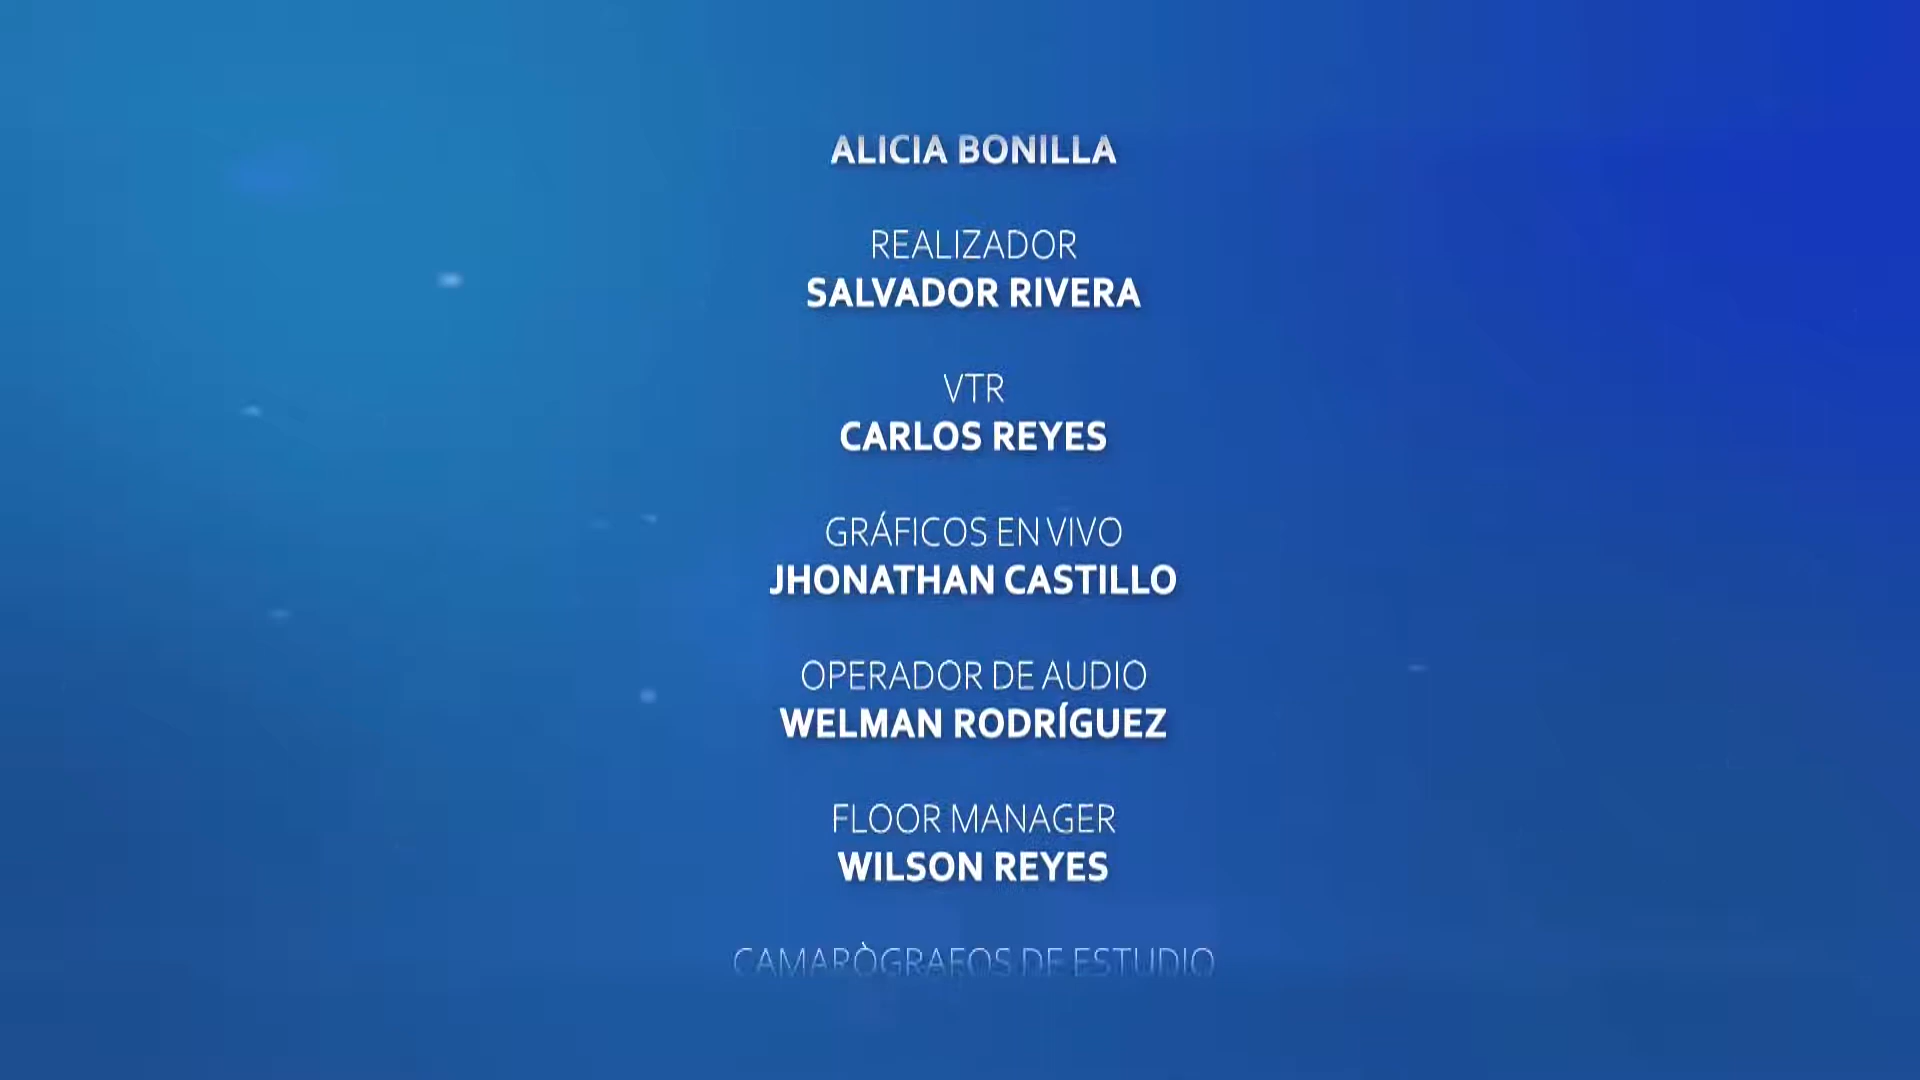 ALICIA BONILLA
REALIZADOR
SALVADOR RIVERA
VTR
CARLOS REYES
GRÁFICOS EN VIVO
JHONATHAN CASTILLO
OPERADOR DE AUDIO
WELMAN RODRÍGUEZ
FLOOR MANAGER
WILSON REYES
CAMARÒGRAFOS DE ESTUDIO